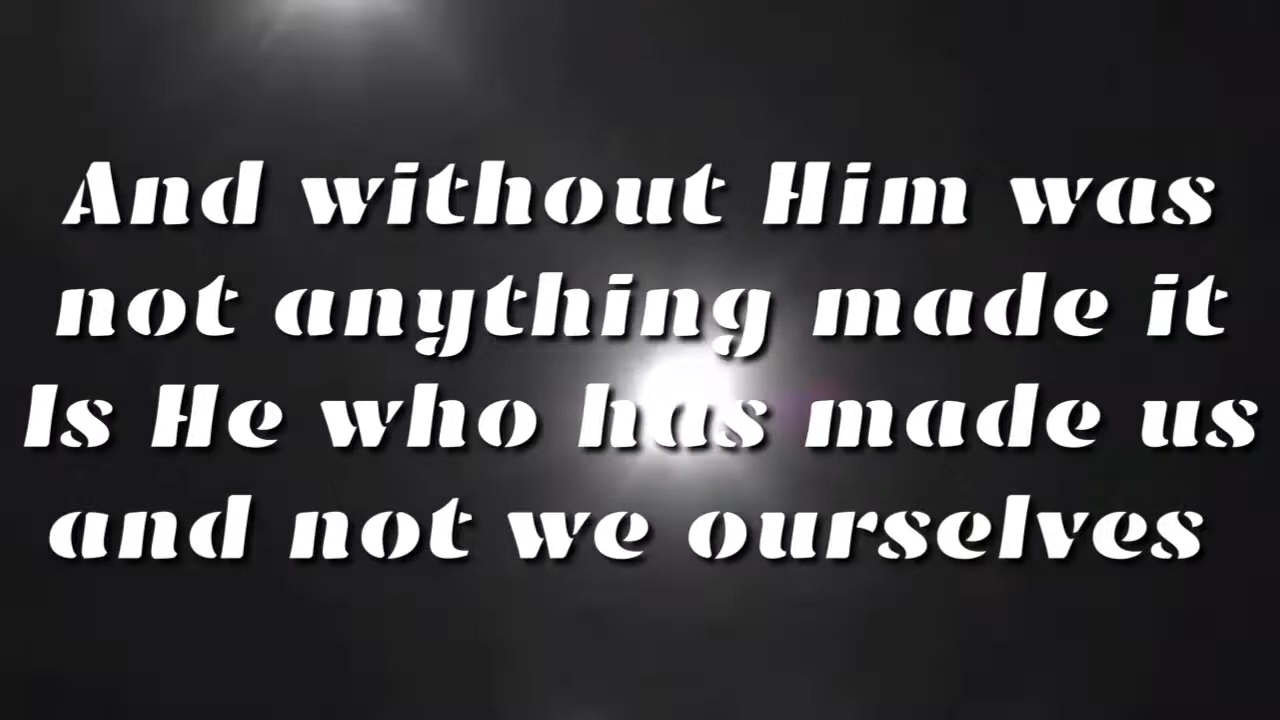 And without Him was
not anything made it
Is He who has made us
and not we ourselves